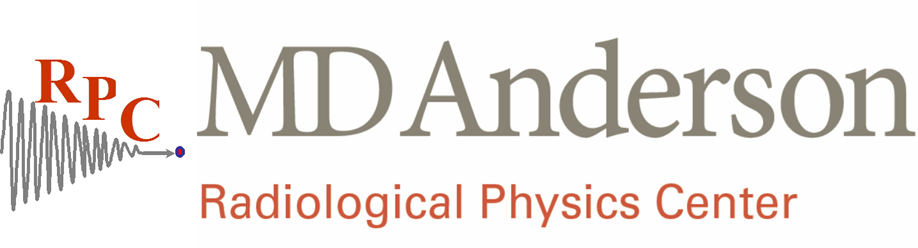 RPC
MD Anderson
Radiological Physics Center